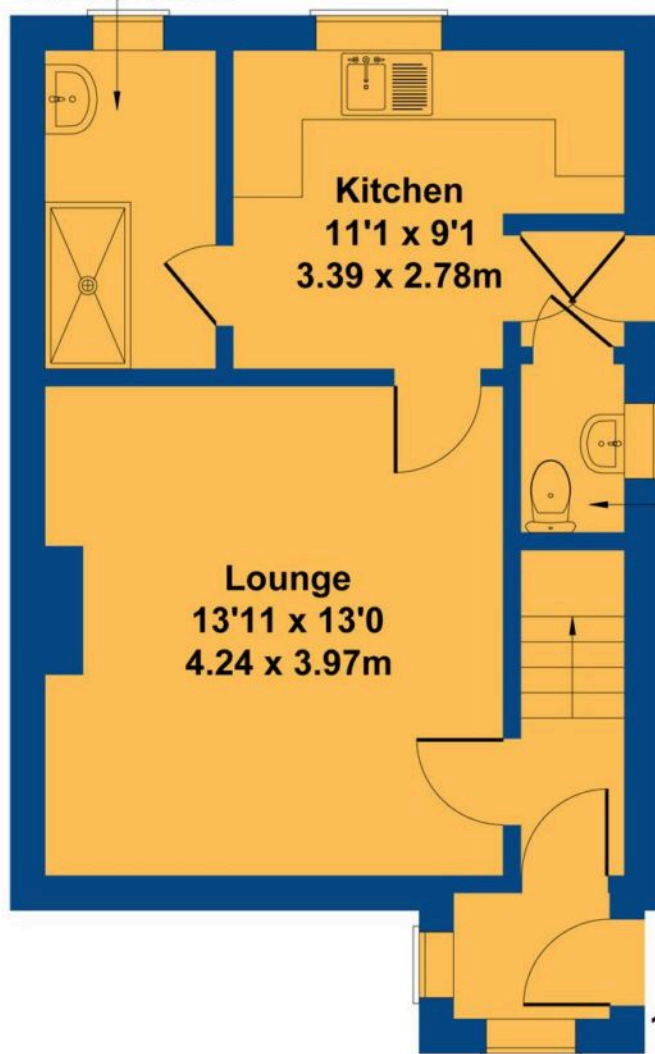 Kitchen
11'1 x 9'1
3.39 x 2.78m
Lounge
13'11 x 13'0
4.24 x 3.97m